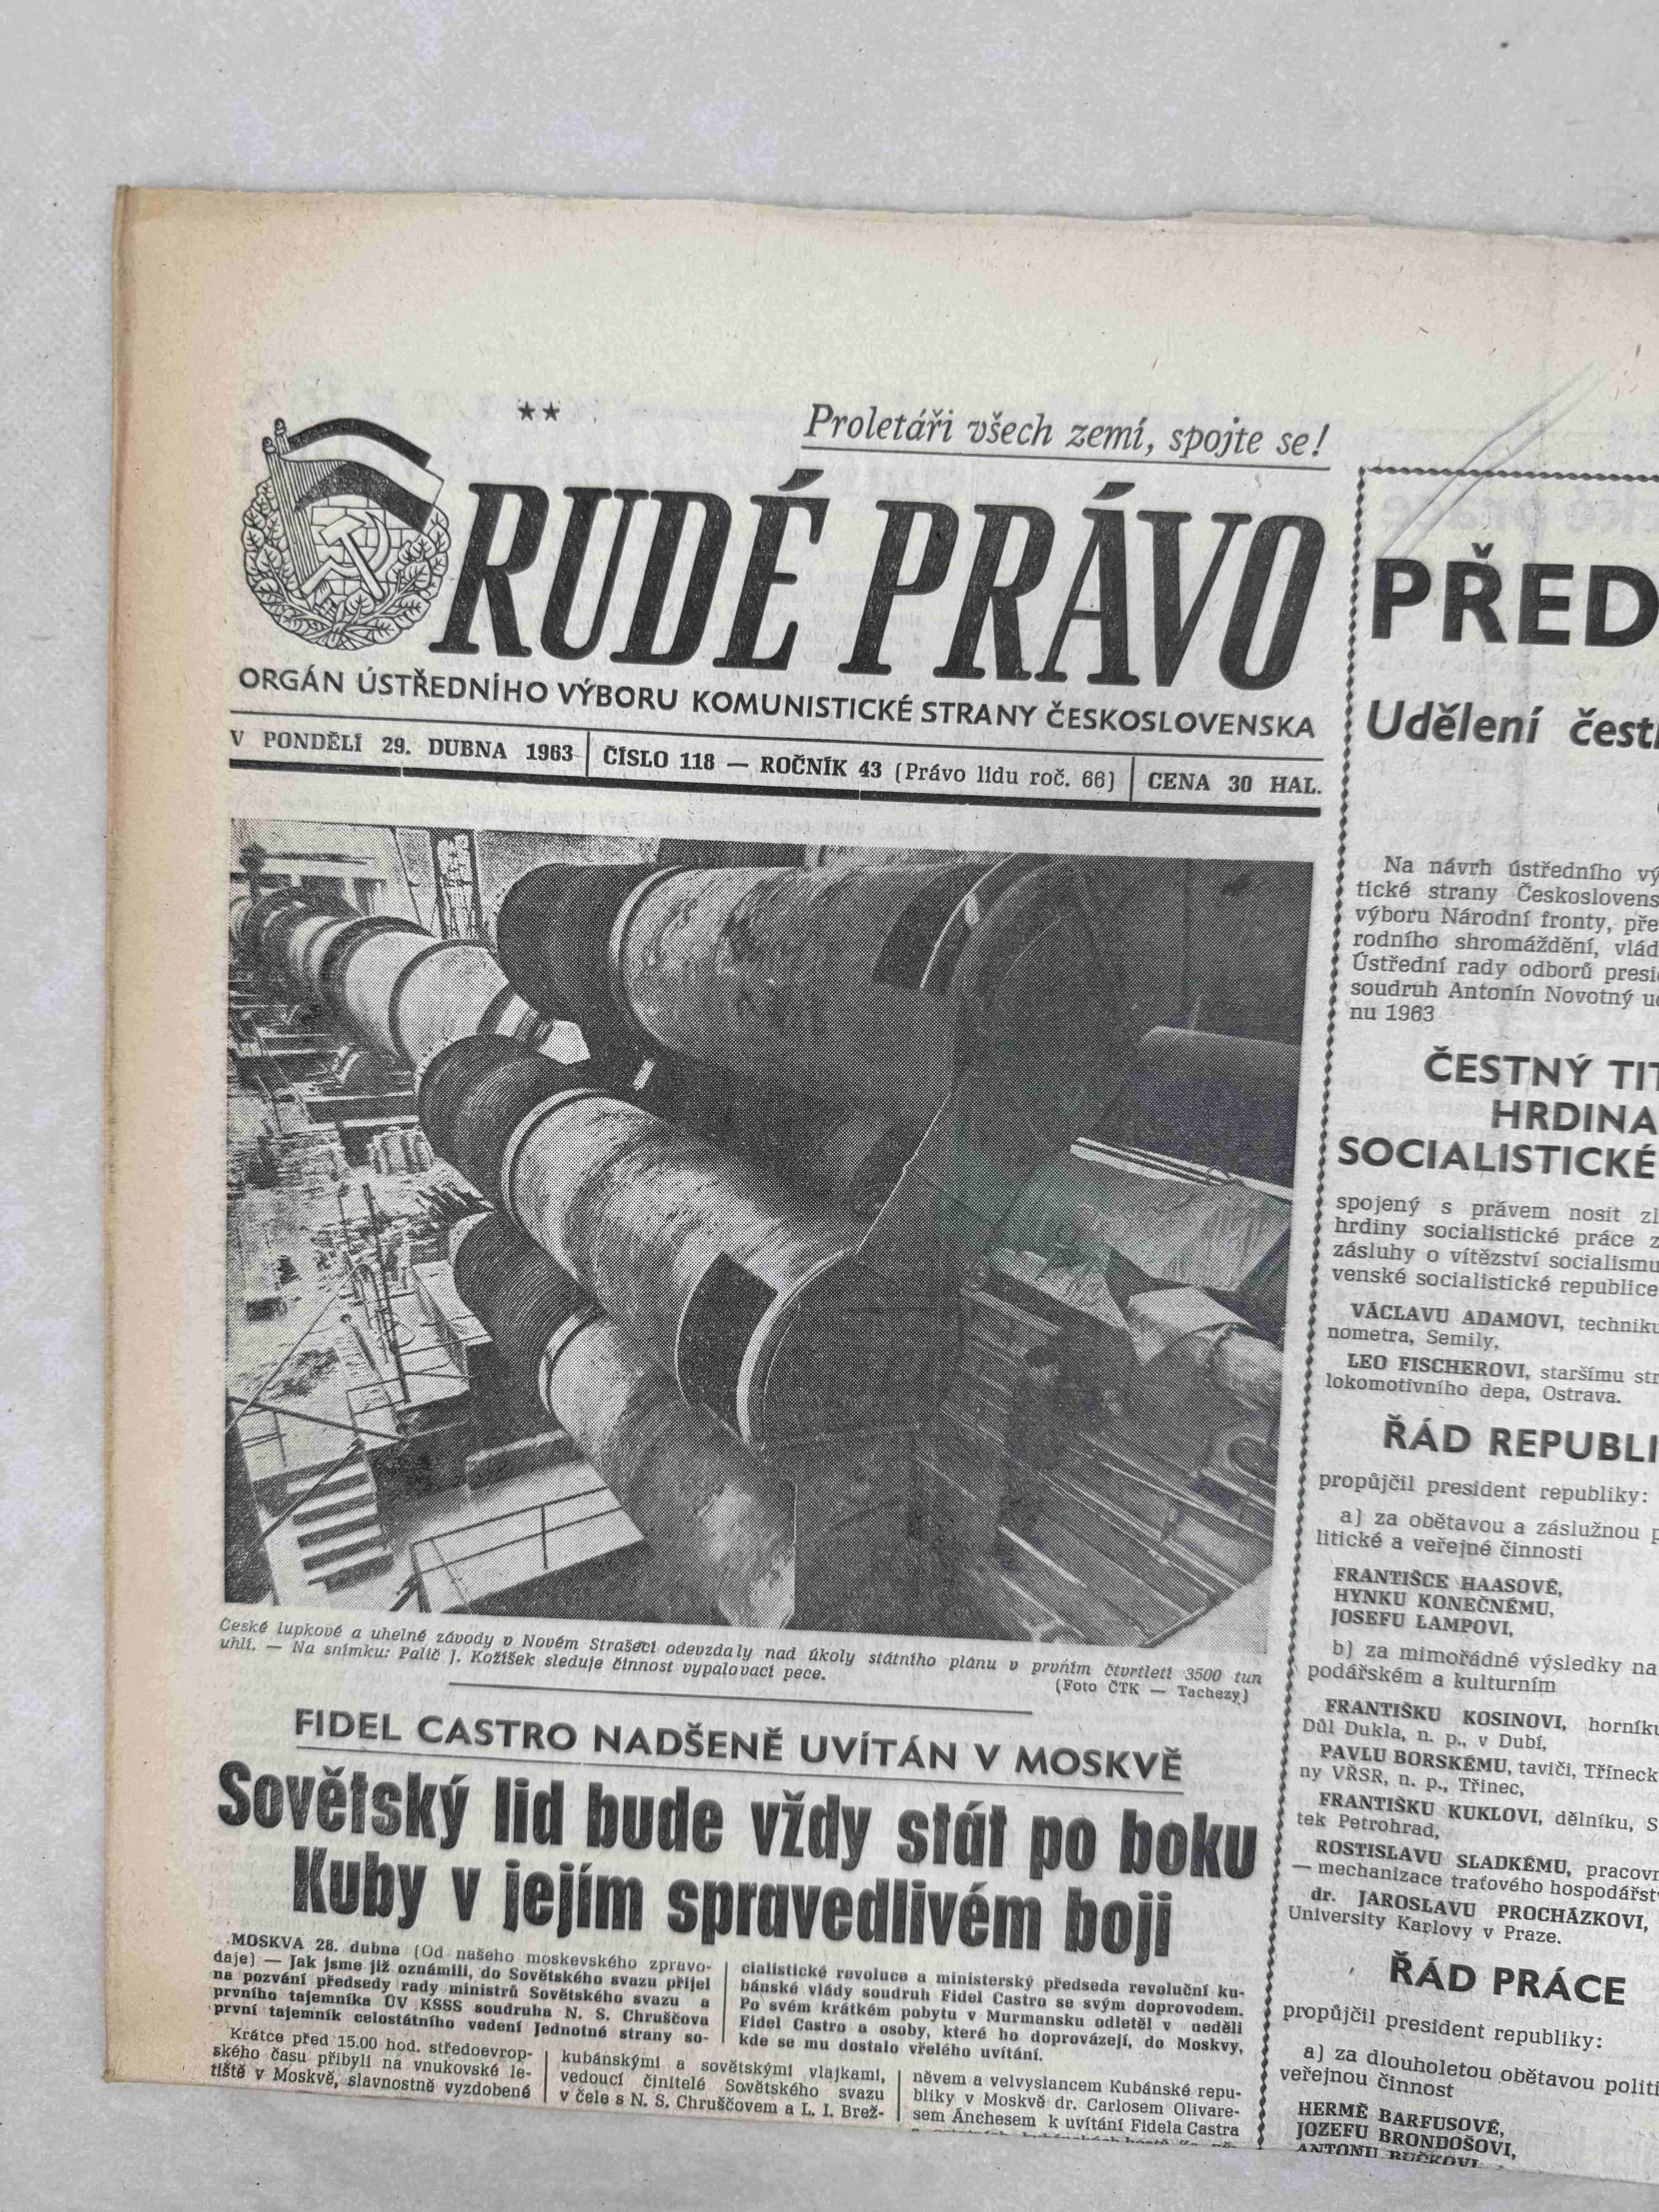 ★★
Proletáři všech zemí, spojte se!
RUDÉ PRÁVO
ORGÁN ÚSTŘEDNÍHO VÝBORU KOMUNISTICKÉ STRANY ČESKOSLOVENSKA
V PONDĚLÍ 29. DUBNA 1963 | ČÍSLO 118 — ROČNÍK 43 (Právo lidu roč. 66) | CENA 30 HAL.
České lupkové a uhelné závody v Novém Strašecí odevzdaly nad úkoly státního plánu v prvním čtvrtletí 3500 tun
uhlí. — Na snímku: Palič J. Kožíšek sleduje činnost vypalovací pece.
(Foto ČTK — Tachezy)
FIDEL CASTRO NADŠENĚ UVÍTÁN V MOSKVĚ
Sovětský lid bude vždy stát po boku
Kuby v jejím spravedlivém boji
MOSKVA 28. dubna (Od našeho moskevského zpravo-
daje) — Jak jsme již oznámili, do Sovětského svazu přijel
na pozvání předsedy rady ministrů Sovětského svazu a
prvního tajemníka ÚV KSSS soudruha N. S. Chruščova
první tajemník celostátního vedení Jednotné strany so-
cialistické revoluce a ministerský předseda revoluční ku-
bánské vlády soudruh Fidel Castro se svým doprovodem.
Po svém krátkém pobytu v Murmansku odletěl v neděli
Fidel Castro a osoby, které ho doprovázejí, do Moskvy,
kde se mu dostalo vřelého uvítání.
Krátce před 15.00 hod. středoevrop-
ského času přibyli na vnukovské le-
tiště v Moskvě, slavnostně vyzdobené
kubánskými a sovětskými vlajkami,
vedoucí činitelé Sovětského svazu
v čele s N. S. Chruščovem a L. I. Brež-
něvem a velvyslancem Kubánské repu-
bliky v Moskvě dr. Carlosem Olivare-
sem Ánchesem k uvítání Fidela Castra
PŘED
Udělení čest
Na návrh ústředního vý
tické strany Českoslovens
výboru Národní fronty, pře
rodního shromáždění, vlád
Ústřední rady odborů presi
soudruh Antonín Novotný u
nu 1963
ČESTNÝ TIT
HRDINA
SOCIALISTICKÉ
spojený s právem nosit zl
hrdiny socialistické práce z
zásluhy o vítězství socialismu
venské socialistické republice
VÁCLAVU ADAMOVI, techniku
nometra, Semily,
LEO FISCHEROVI, staršímu str
lokomotivního depa, Ostrava.
ŘÁD REPUBLI
propůjčil president republiky:
a) za obětavou a záslužnou p
litické a veřejné činnosti
FRANTIŠCE HAASOVÉ,
HYNKU KONEČNÉMU,
JOSEFU LAMPOVI,
b) za mimořádné výsledky na
podářském a kulturním
FRANTIŠKU KOSINOVI, horníku
Důl Dukla, n. p., v Dubí,
PAVLU BORSKÉMU, taviči, Třineck
ny VŘSR, n. p., Třinec,
FRANTIŠKU KUKLOVI, dělníku, S
tek Petrohrad,
ROSTISLAVU SLADKÉMU, pracovn
— mechanizace traťového hospodářstv
dr. JAROSLAVU PROCHÁZKOVI,
University Karlovy v Praze.
ŘÁD PRÁCE
propůjčil president republiky:
a) za dlouholetou obětavou politi
veřejnou činnost
HERMĚ BARFUSOVÉ,
JOZEFU BRONDOŠOVI,
ANTONU BUČKOVI,